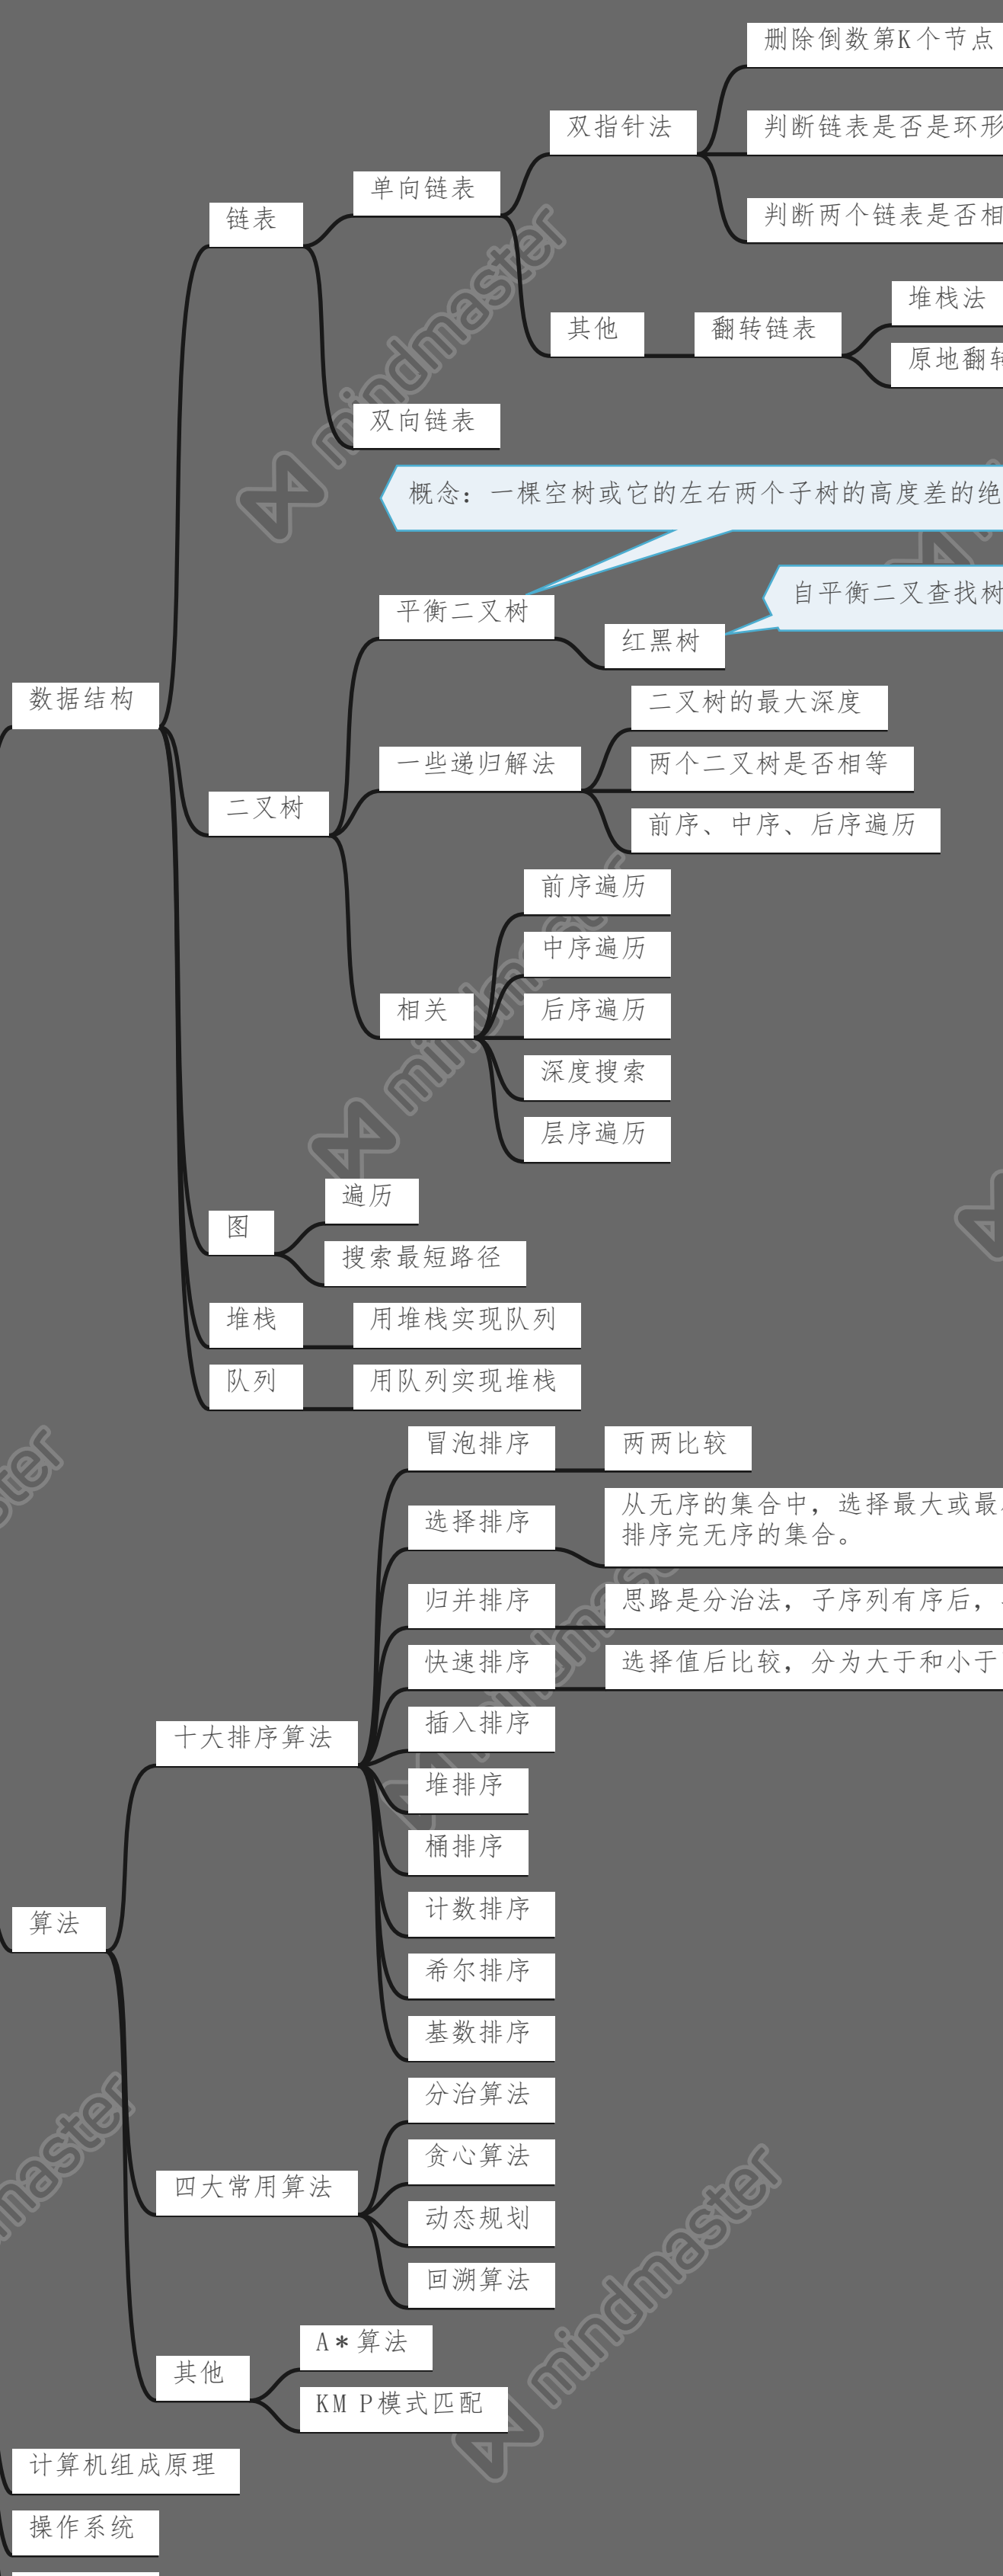 删除倒数第K个节点
双指针法
判断链表是否是环形
单向链表
判断两个链表是否相
链表
堆栈法
其他
翻转链表
原地翻转
双向链表
概念：一棵空树或它的左右两个子树的高度差的绝
自平衡二叉查找树
平衡二叉树
红黑树
数据结构
二叉树的最大深度
一些递归解法
两个二叉树是否相等
二叉树
前序、中序、后序遍历
前序遍历
中序遍历
相关
后序遍历
深度搜索
层序遍历
遍历
图
搜索最短路径
堆栈
用堆栈实现队列
队列
用队列实现堆栈
冒泡排序
两两比较
选择排序
从无序的集合中，选择最大或最
排序完无序的集合。
归并排序
思路是分治法，子序列有序后，
快速排序
选择值后比较，分为大于和小于
插入排序
十大排序算法
堆排序
桶排序
计数排序
算法
希尔排序
基数排序
分治算法
贪心算法
四大常用算法
动态规划
回溯算法
A*算法
其他
KMP模式匹配
计算机组成原理
操作系统
mindmaster
mindmaster
mindmaster
mindmaster
master
ster